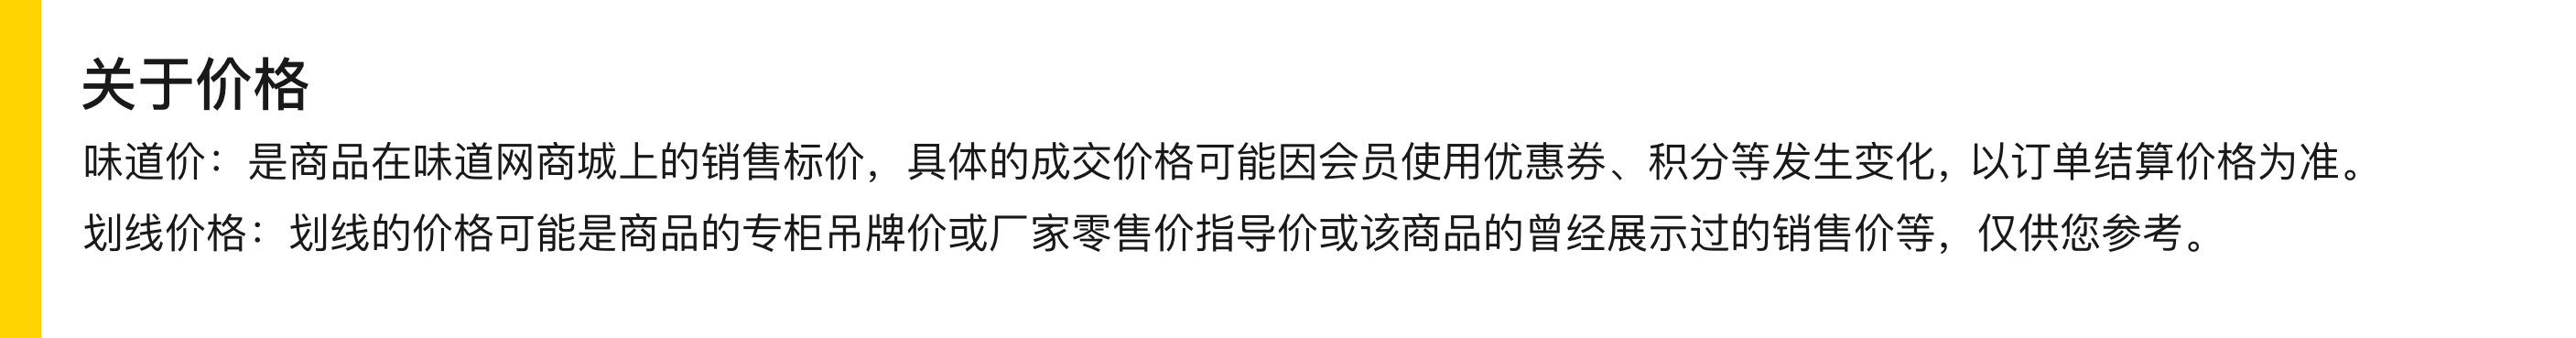 关于价格
味道价：是商品在味道网商城上的销售标价，具体的成交价格可能因会员使用优惠券、积分等发生变化，以订单结算价格为准。
划线价格：划线的价格可能是商品的专柜吊牌价或厂家零售价指导价或该商品的曾经展示过的销售价等，仅供您参考。